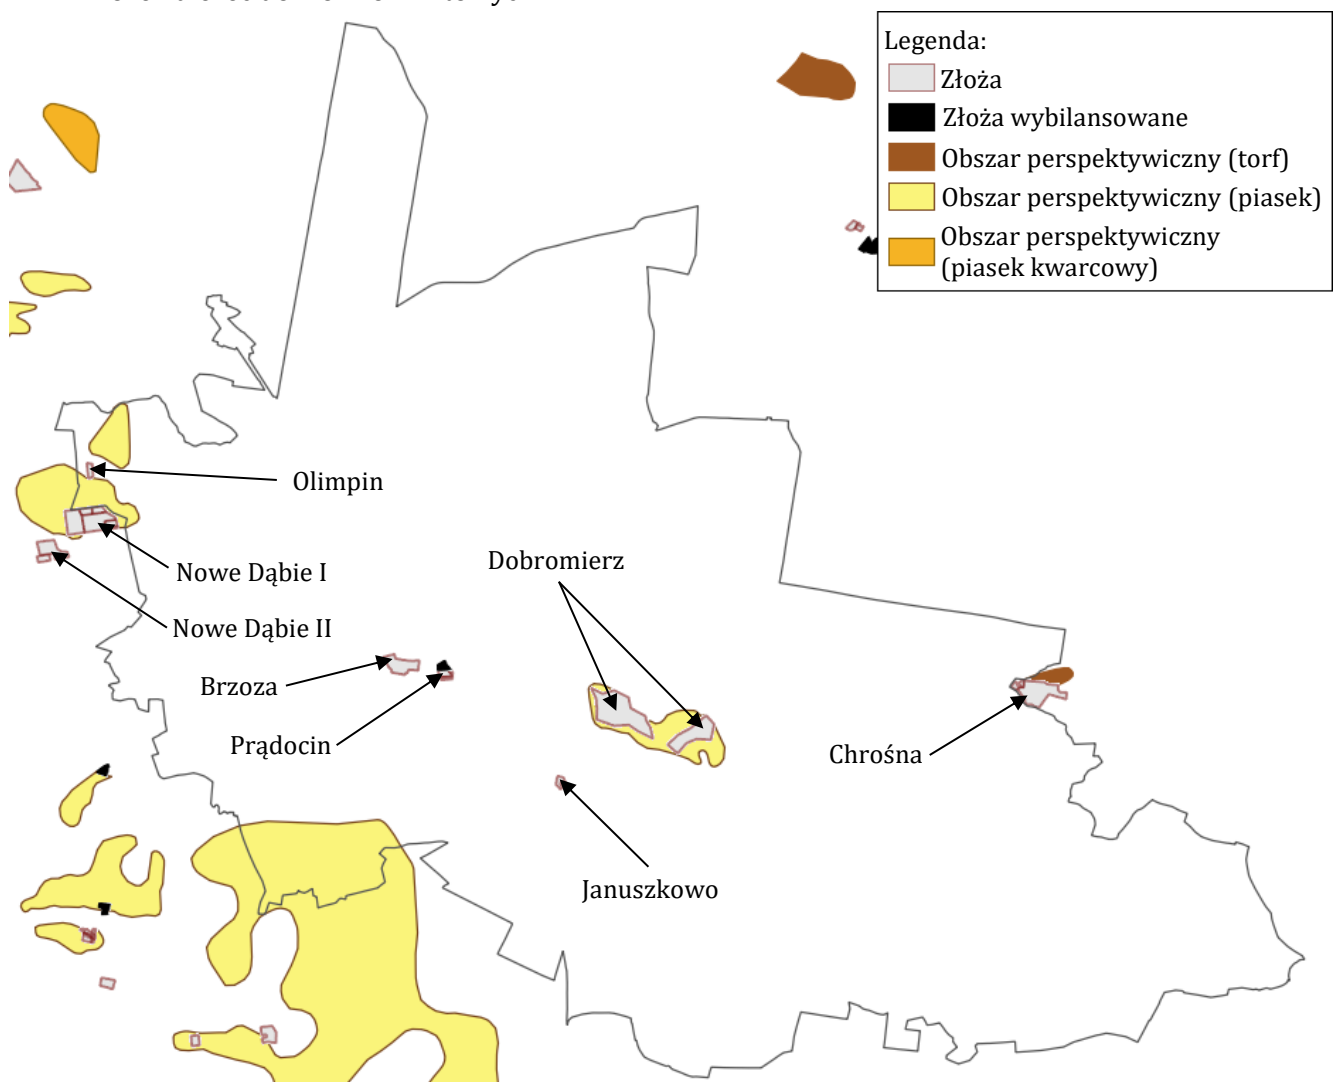 Legenda:
Złoża
Złoża wybilansowane
Obszar perspektywiczny (torf)
Obszar perspektywiczny (piasek)
Obszar perspektywiczny
(piasek kwarcowy)
Olimpin
Nowe Dąbie I
Dobromierz
Nowe Dąbie II
Brzoza
Prądocin
Chrośna
Januszkowo